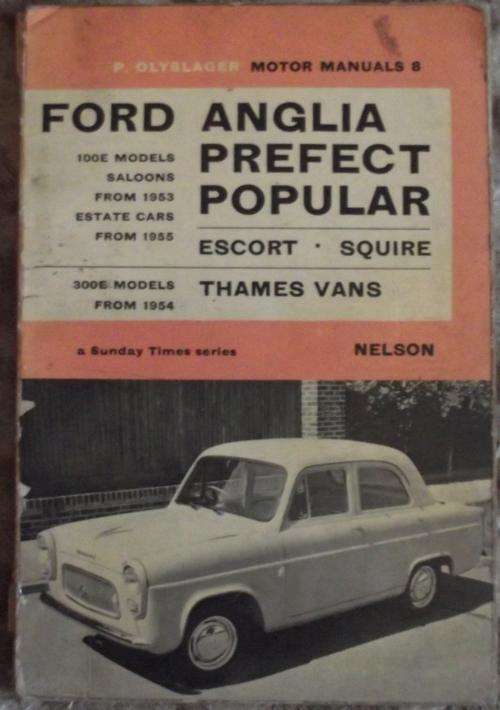 P. OLYSLAGER MOTOR MANUALS 8
FORD ANGLIA
PREFECT
POPULAR
100E MODELS
SALOONS
FROM 1953
ESTATE CARS
FROM 1955
ESCORT · SQUIRE
300E MODELS
FROM 1954
THAMES VANS
a Sunday Times series
NELSON